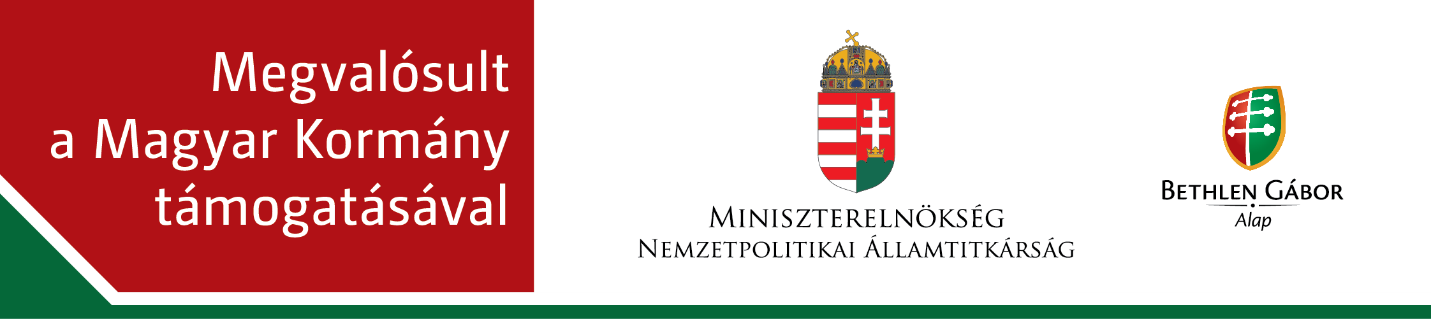 Megvalósult
a Magyar Kormány
támogatásával
MINISZTERELNÖKSÉG
NEMZETPOLITIKAI ÁLLAMTITKÁRSÁG
BETHLEN GÁBOR
Alap